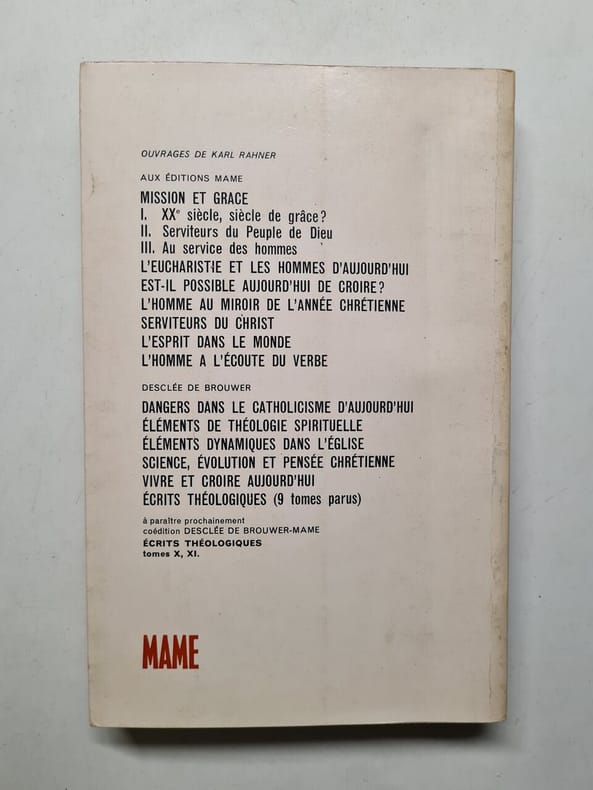 OUVRAGES DE KARL RAHNER
AUX ÉDITIONS MAME
MISSION ET GRACE
I. XXe siècle, siècle de grâce?
II. Serviteurs du Peuple de Dieu
III. Au service des hommes
L'EUCHARISTIE ET LES HOMMES D'AUJOURD'HUI
EST-IL POSSIBLE AUJOURD'HUI DE CROIRE?
L'HOMME AU MIROIR DE L'ANNÉE CHRÉTIENNE
SERVITEURS DU CHRIST
L'ESPRIT DANS LE MONDE
L'HOMME A L'ÉCOUTE DU VERBE
DESCLÉE DE BROUWER
DANGERS DANS LE CATHOLICISME D'AUJOURD'HUI
ÉLÉMENTS DE THÉOLOGIE SPIRITUELLE
ÉLÉMENTS DYNAMIQUES DANS L'ÉGLISE
SCIENCE, ÉVOLUTION ET PENSÉE CHRÉTIENNE
VIVRE ET CROIRE AUJOURD'HUI
ÉCRITS THÉOLOGIQUES (9 tomes parus)
à paraître prochainement
coédition DESCLÉE DE BROUWER-MAME
ÉCRITS THÉOLOGIQUES
tomes X, XI.
MAME